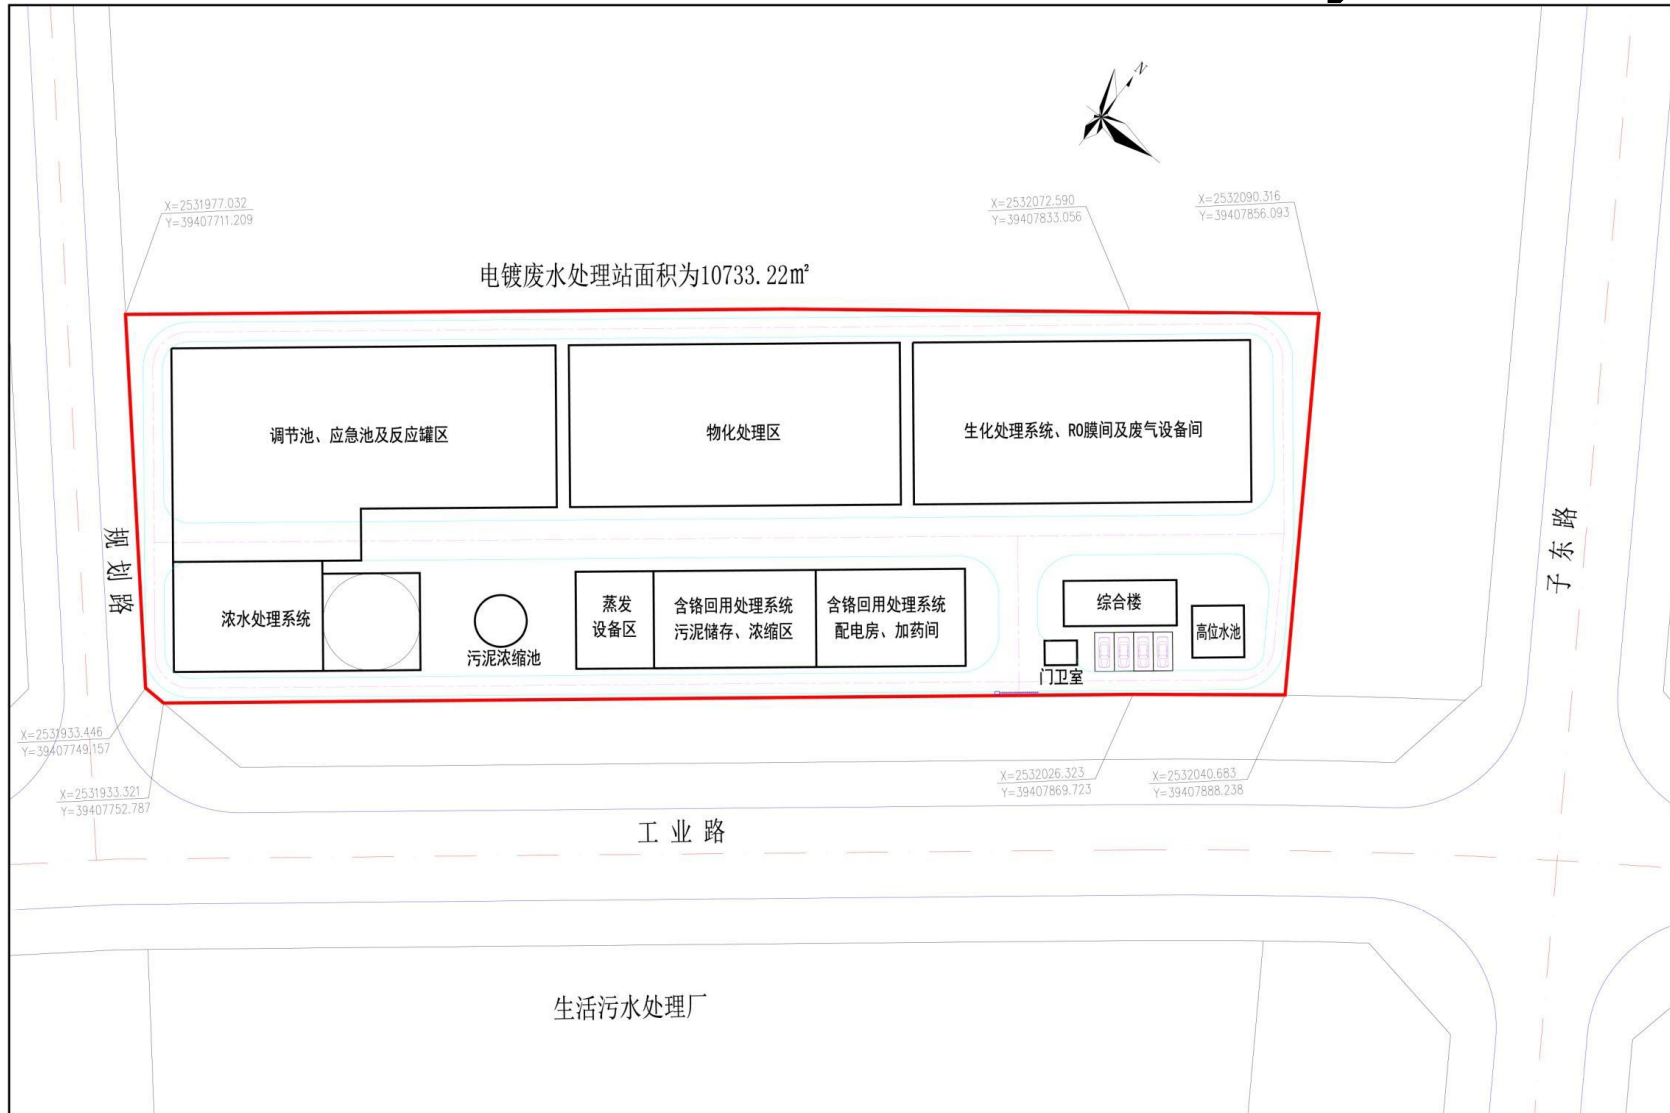 N
X=2531977.032
Y=39407711.209
X=2532072.590
Y=39407833.056
X=2532090.316
Y=39407856.093
电镀废水处理站面积为10733.22㎡
调节池、应急池及反应罐区
物化处理区
生化处理系统、RO膜间及废气设备间
规划路
子东路
浓水处理系统
污泥浓缩池
蒸发
设备区
含铬回用处理系统
污泥储存、浓缩区
含铬回用处理系统
配电房、加药间
综合楼
高位水池
门卫室
X=2531933.446
Y=39407749.157
X=2531933.321
Y=39407752.787
X=2532026.323
Y=39407869.723
X=2532040.683
Y=39407888.238
工业路
生活污水处理厂